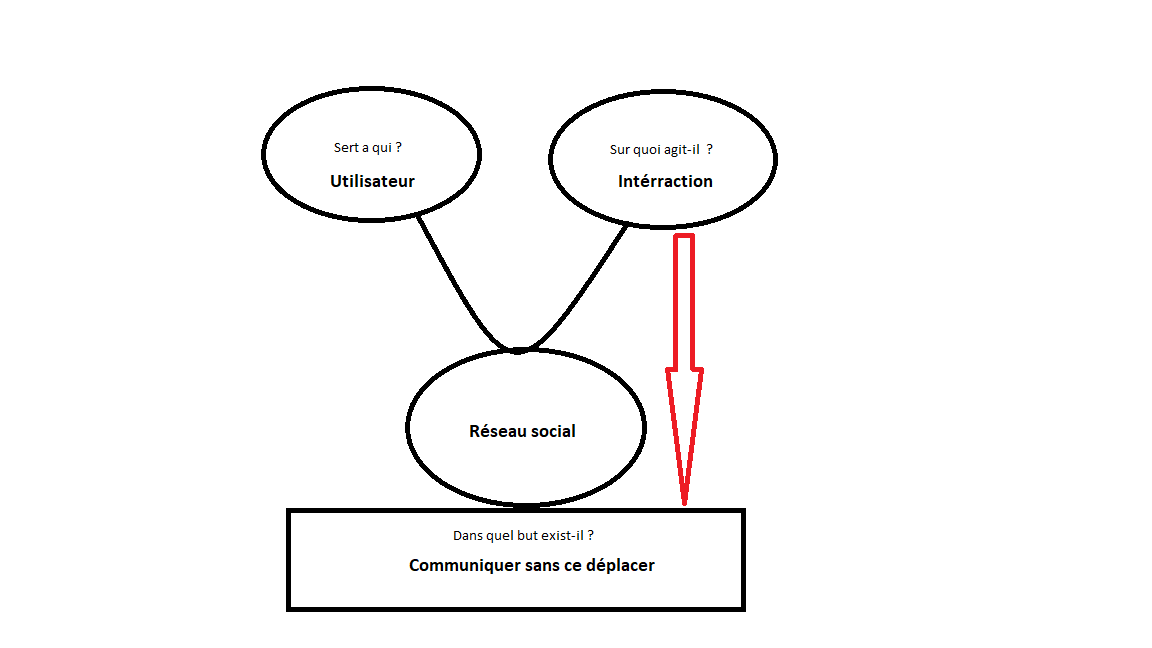 Sert a qui ?
Utilisateur
Sur quoi agit-il ?
Intérraction
Réseau social
Dans quel but exist-il ?
Communiquer sans ce déplacer